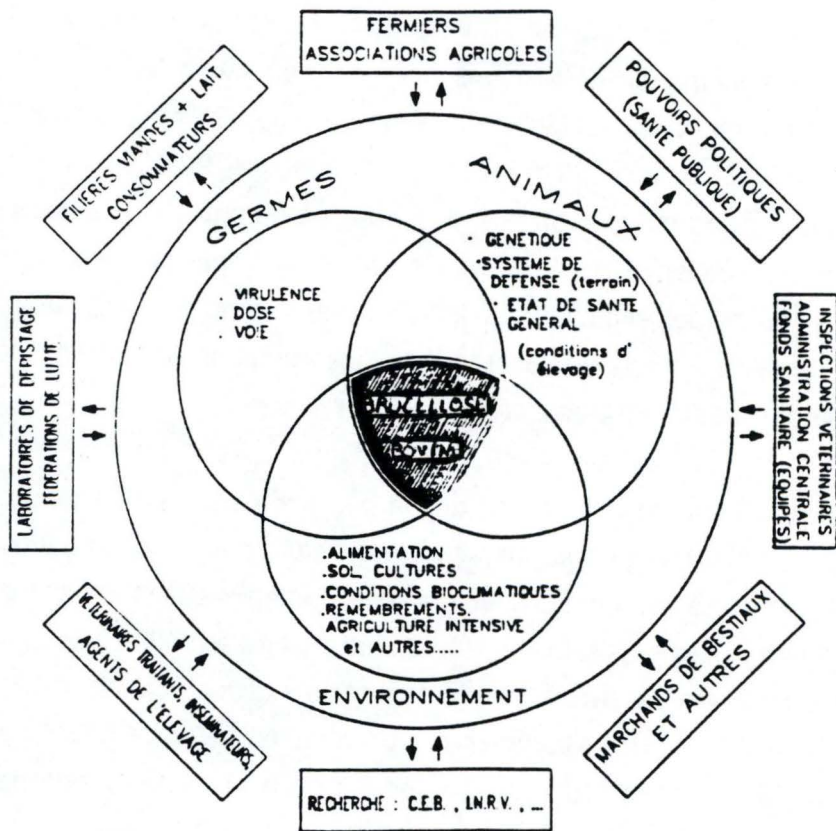 FERMIERS
ASSOCIATIONS AGRICOLES
POUVOIRS POLITIQUES
(SANTE PUBLIQUE)
INSPECTIONS VETERINAIRES
ADMINISTRATION CENTRALE
FONDS SANITAIRE (EQUIPES)
MARCHANDS DE BESTIAUX
ET AUTRES
RECHERCHE : C.E.B. , I.N.R.V. , ...
VETERINAIRES TRAITANTS, INSEMINATEURS,
AGENTS DE L'ÉLEVAGE
LABORATOIRES DE DEPISTAGE
FEDERATIONS DE
FILIERES VIANDES + LAIT
CONSOMMATEURS
GERMES
. VIRULENCE
. DOSE
. VOIE
ANIMAUX
· GENETIQUE
·SYSTEME DE
DEFENSE (terrain)
· ETAT DE SANTE
GENERAL
(conditions d'
élevage)
BRUCELLOSE
BOVINE
.ALIMENTATION
.SOL, CULTURES
.CONDITIONS BIOCLIMATIQUES
.REMEMBREMENTS.
AGRICULTURE INTENSIVE
et AUTRES.....
ENVIRONNEMENT